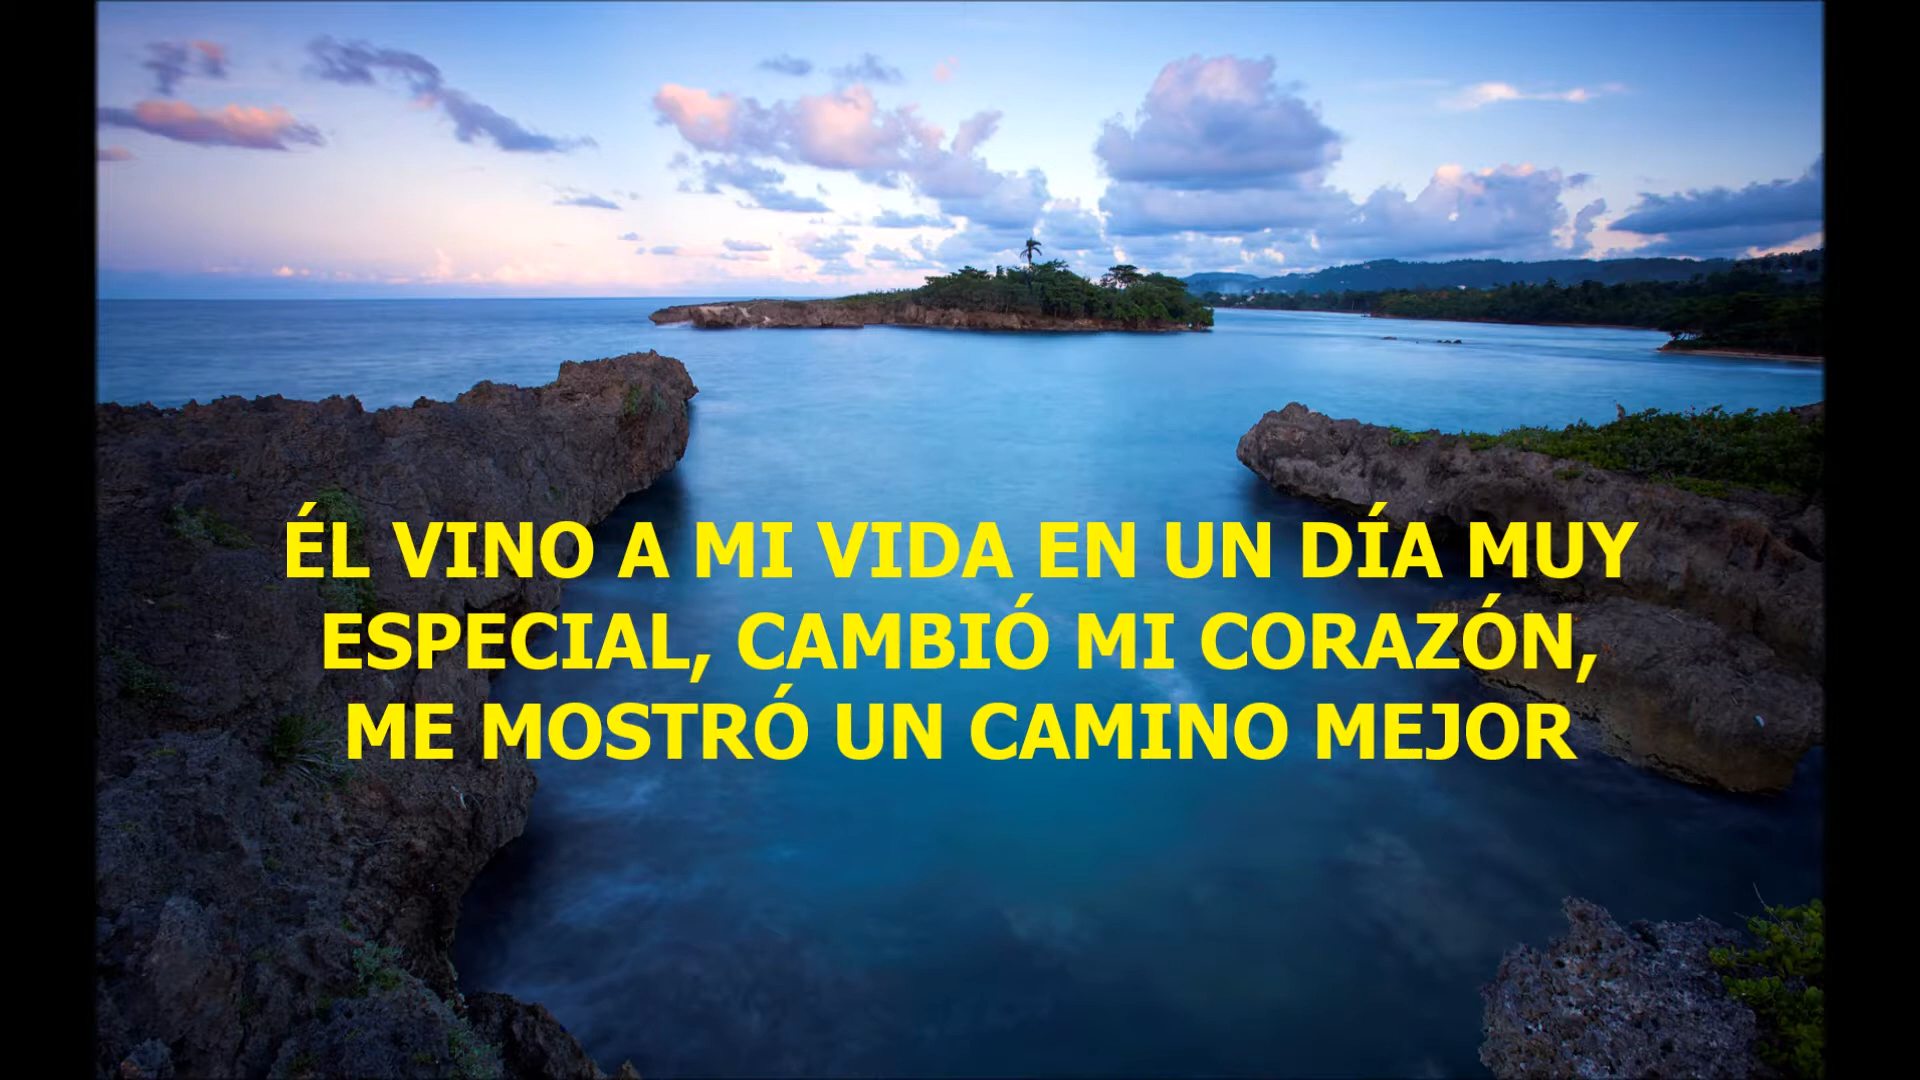 ÉL VINO A MI VIDA EN UN DÍA MUY
ESPECIAL, CAMBIÓ MI CORAZÓN,
ME MOSTRÓ UN CAMINO MEJOR